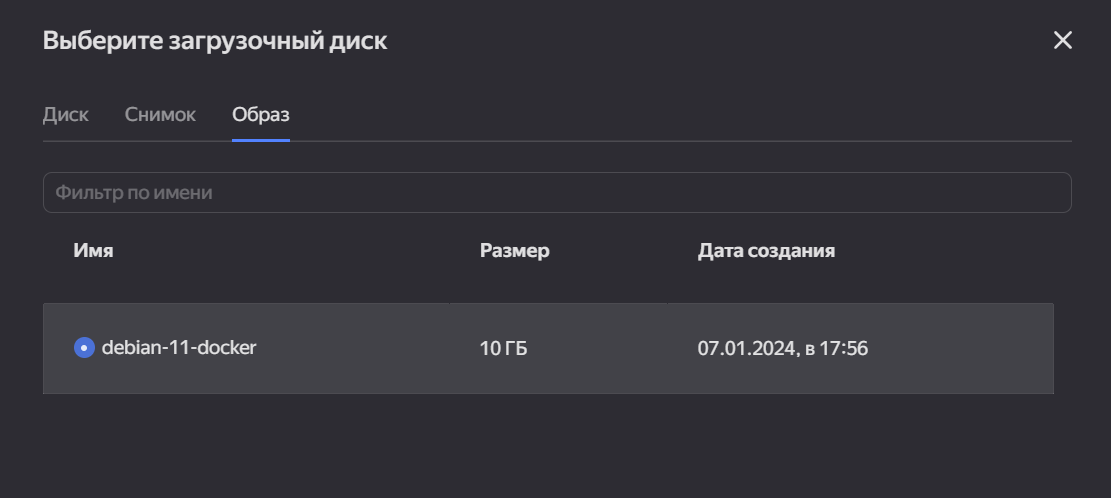 Выберите загрузочный диск
Диск Снимок Образ
Фильтр по имени
Имя Размер Дата создания
debian-11-docker 10 ГБ 07.01.2024, в 17:56